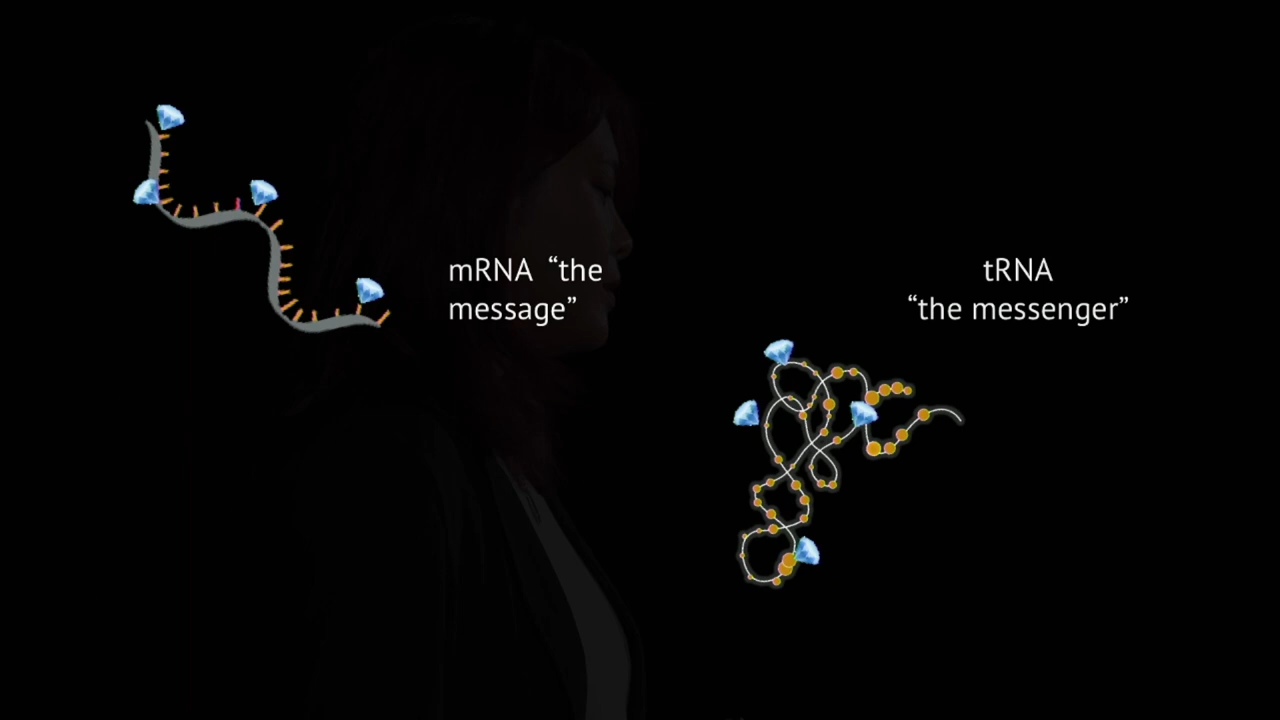 mRNA “the
message”
tRNA
“the messenger”